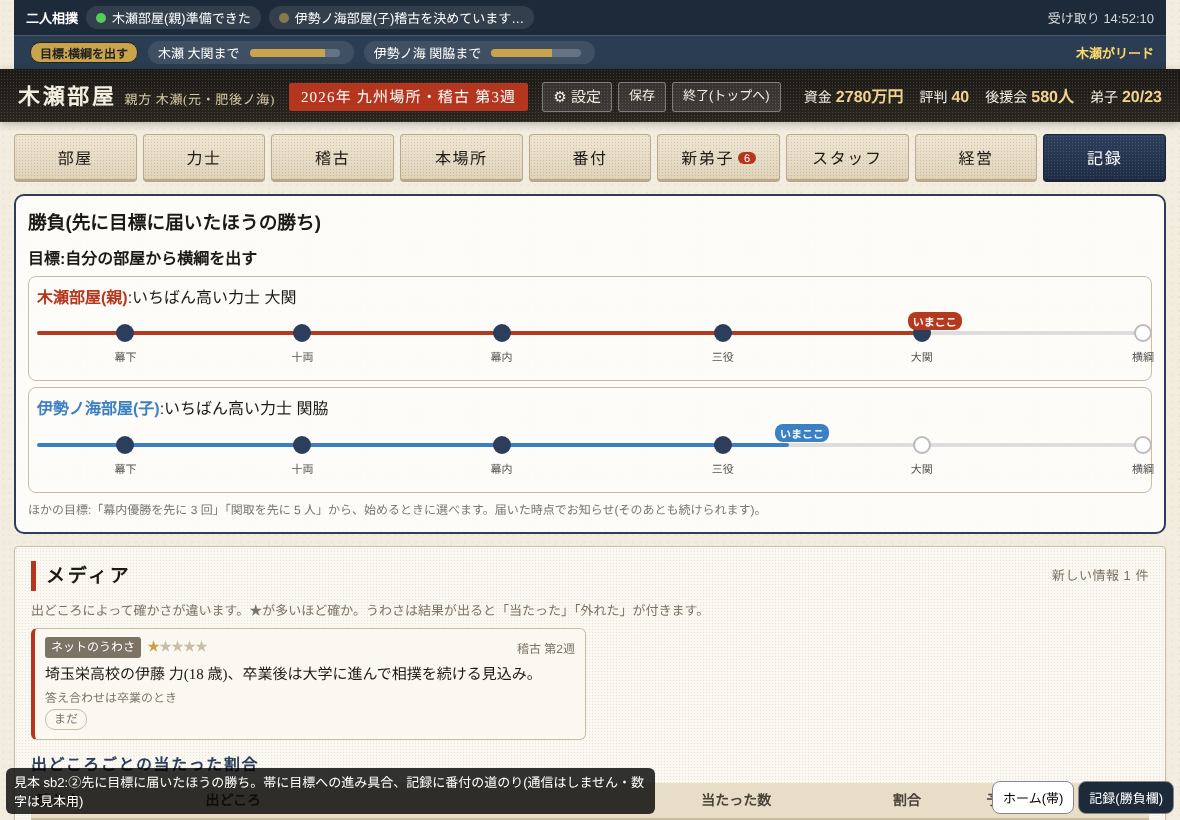 二人相撲 木瀬部屋(親)準備できた 伊勢ノ海部屋(子)稽古を決めています… 受け取り 14:52:10
目標:横綱を出す 木瀬 大関まで 伊勢ノ海 関脇まで 木瀬がリード
木瀬部屋 親方 木瀬(元・肥後ノ海) 2026年 九州場所・稽古 第3週 ⚙ 設定 保存 終了(トップへ) 資金 2780万円 評判 40 後援会 580人 弟子 20/23
部屋 力士 稽古 本場所 番付 新弟子 6 スタッフ 経営 記録
勝負(先に目標に届いたほうの勝ち)
目標:自分の部屋から横綱を出す
木瀬部屋(親):いちばん高い力士 大関
いまここ
幕下 十両 幕内 三役 大関 横綱
伊勢ノ海部屋(子):いちばん高い力士 関脇
いまここ
幕下 十両 幕内 三役 大関 横綱
ほかの目標:「幕内優勝を先に 3 回」「関取を先に 5 人」から、始めるときに選べます。届いた時点でお知らせ(そのあとも続けられます)。
メディア 新しい情報 1 件
出どころによって確かさが違います。★が多いほど確か。うわさは結果が出ると「当たった」「外れた」が付きます。
ネットのうわさ ★★★★★ 稽古 第2週
埼玉栄高校の伊藤 力(18 歳)、卒業後は大学に進んで相撲を続ける見込み。
答え合わせは卒業のとき
まだ
出どころごとの当たった割合
出どころ 当たった数 割合
見本 sb2:②先に目標に届いたほうの勝ち。帯に目標への進み具合、記録に番付の道のり(通信はしません・数
字は見本用)
ホーム(帯) 記録(勝負欄)